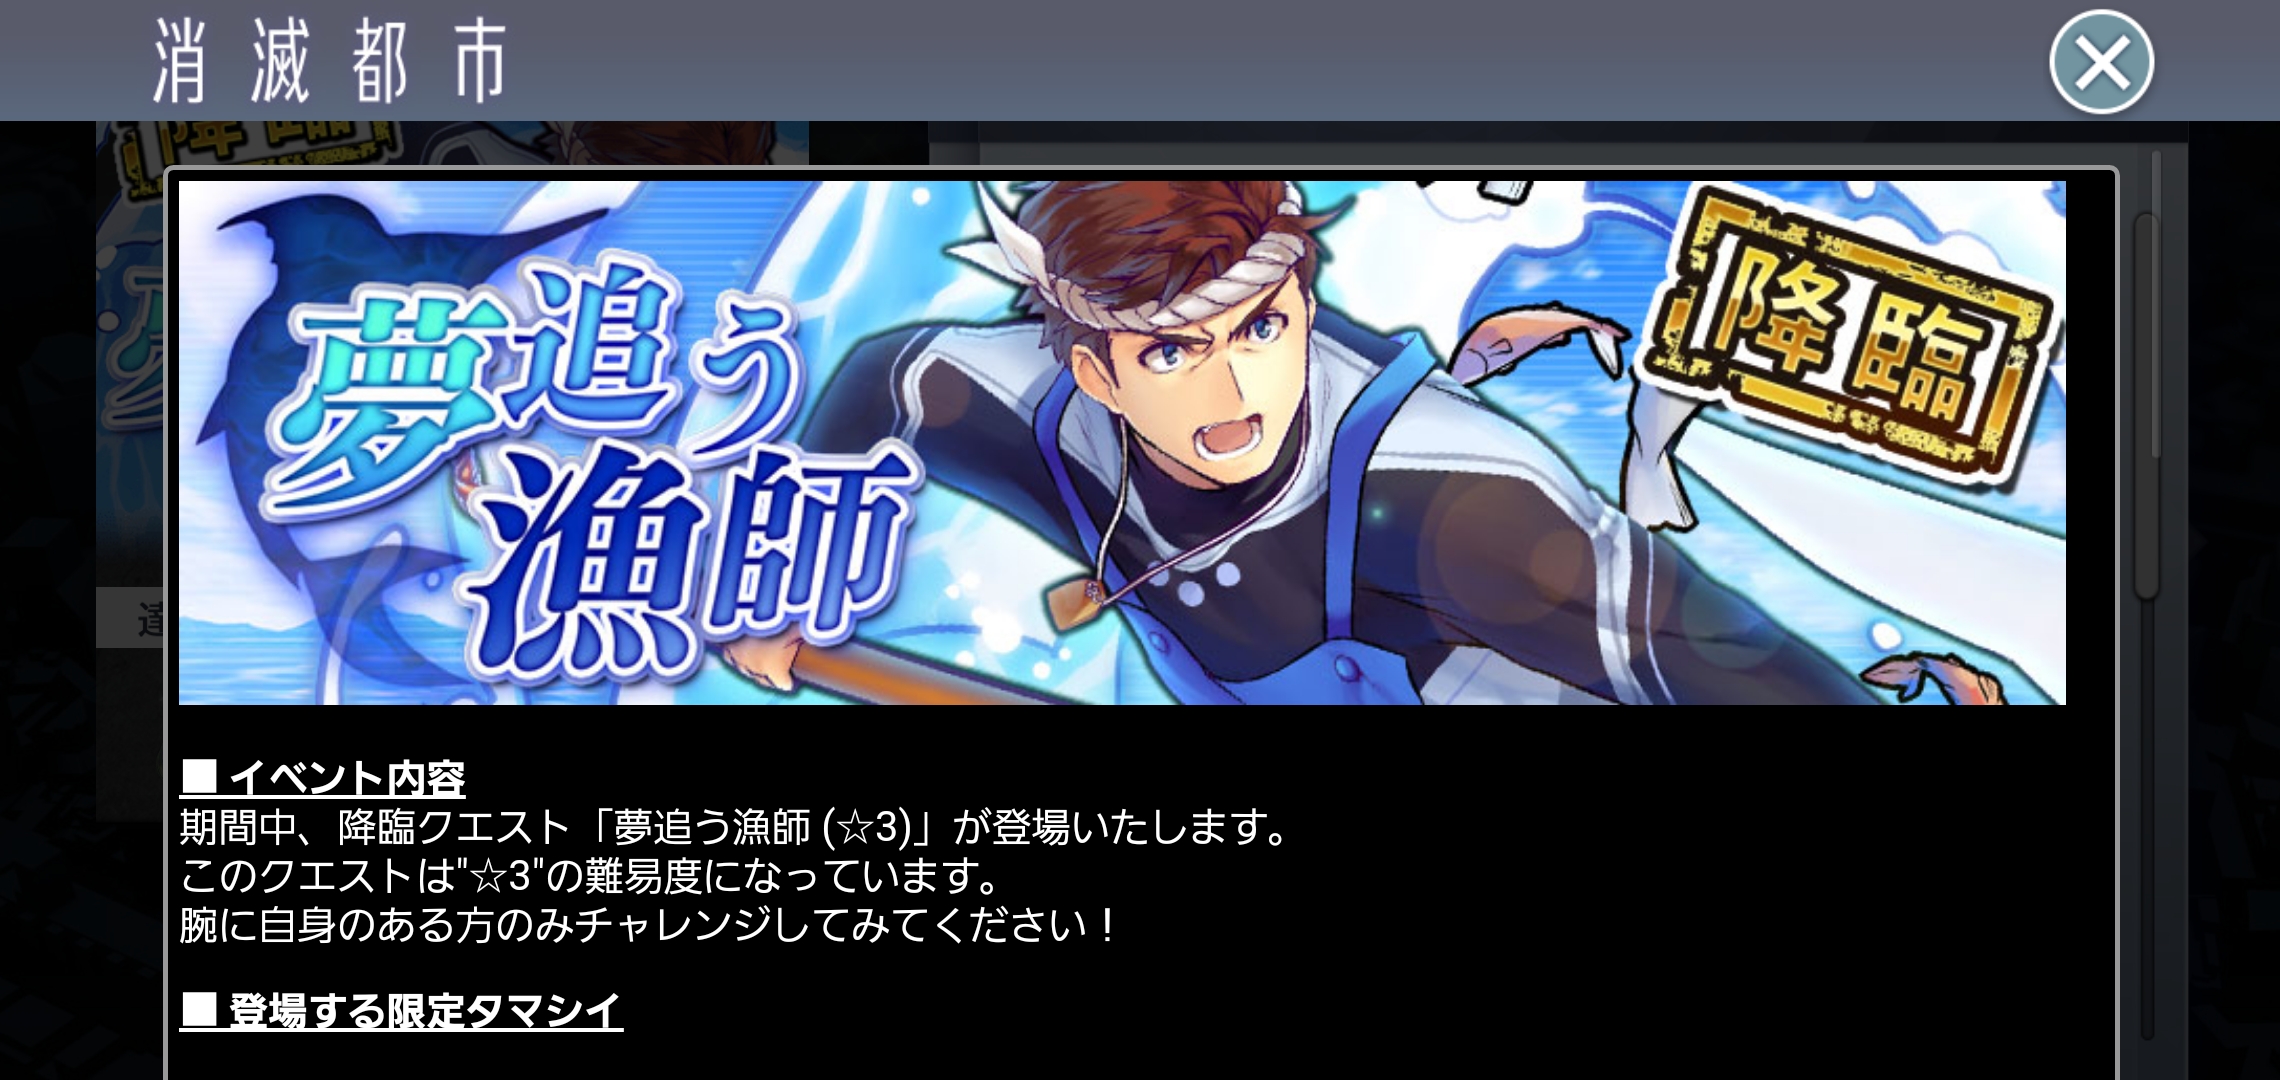 消滅都市
夢追う
漁師
降臨
■ イベント内容
期間中、降臨クエスト「夢追う漁師 (☆3)」が登場いたします。
このクエストは"☆3"の難易度になっています。
腕に自身のある方のみチャレンジしてみてください！
■ 登場する限定タマシイ